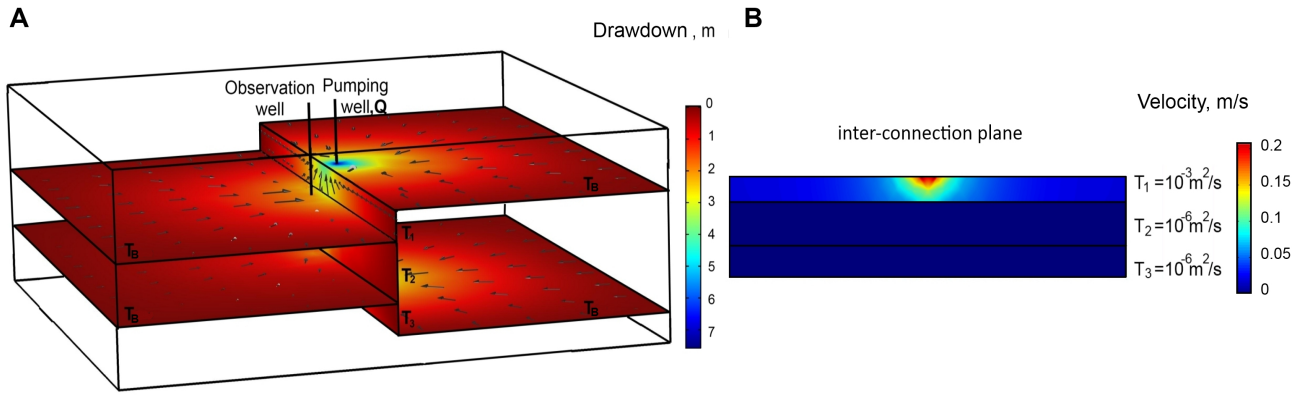 A
Drawdown , m
Observation
well
Pumping
well,Q
0
1
2
3
4
5
6
7
T_B
T_B
T_B
T_B
T_1
T_2
T_3
B
Velocity, m/s
inter-connection plane
T_1 =10^-3 m^2/s
T_2 =10^-6 m^2/s
T_3 =10^-6 m^2/s
0.2
0.15
0.1
0.05
0